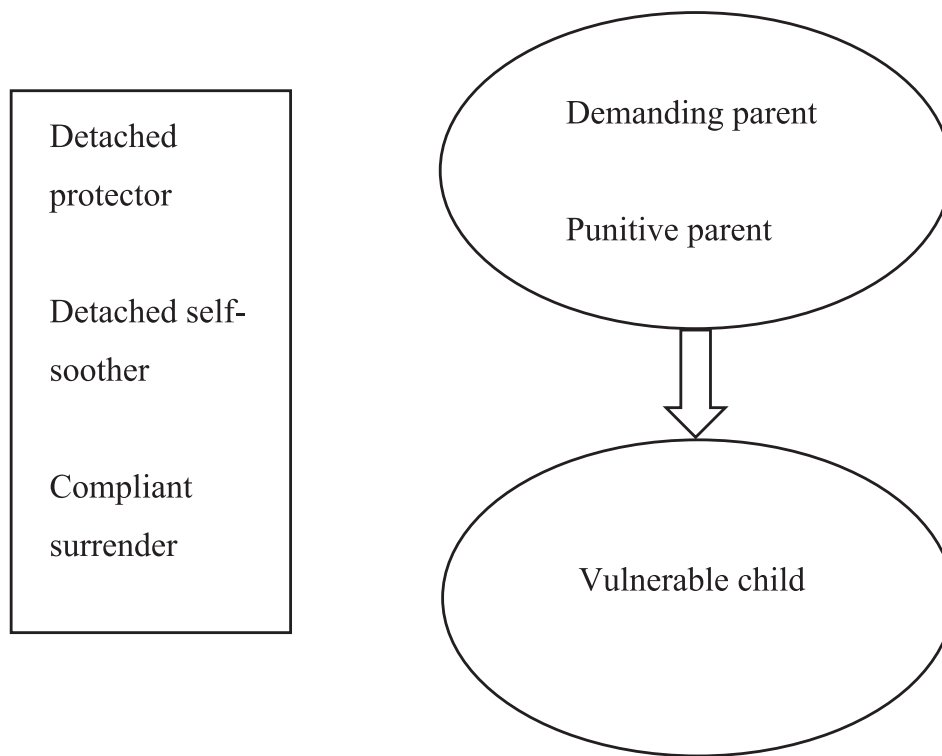 Detached
protector
Detached self-
soother
Compliant
surrender
Demanding parent
Punitive parent
Vulnerable child